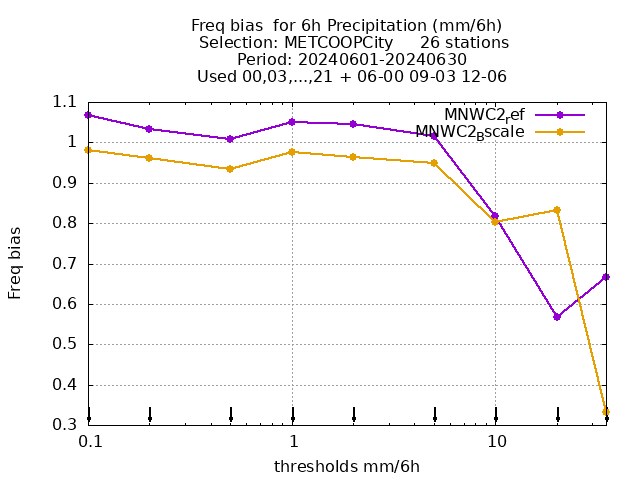 Freq bias  for 6h Precipitation (mm/6h)
Selection: METCOOPCity     26 stations
Period: 20240601-20240630
Used 00,03,...,21 + 06-00 09-03 12-06
MNWC2ref
MNWC2Bscale
1.1
1
0.9
0.8
0.7
0.6
0.5
0.4
0.3
Freq bias
0.1
1
10
thresholds mm/6h